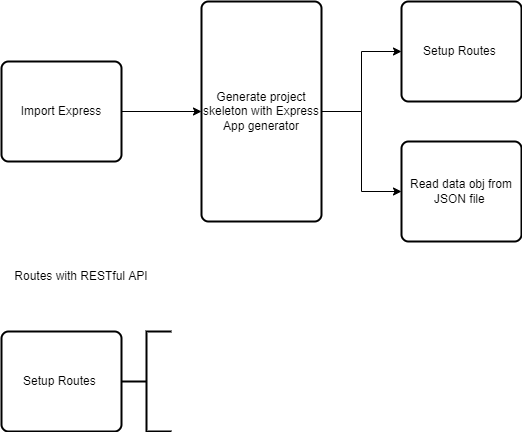 Import Express
Generate project
skeleton with Express
App generator
Setup Routes
Read data obj from
JSON file
Routes with RESTful API
Setup Routes